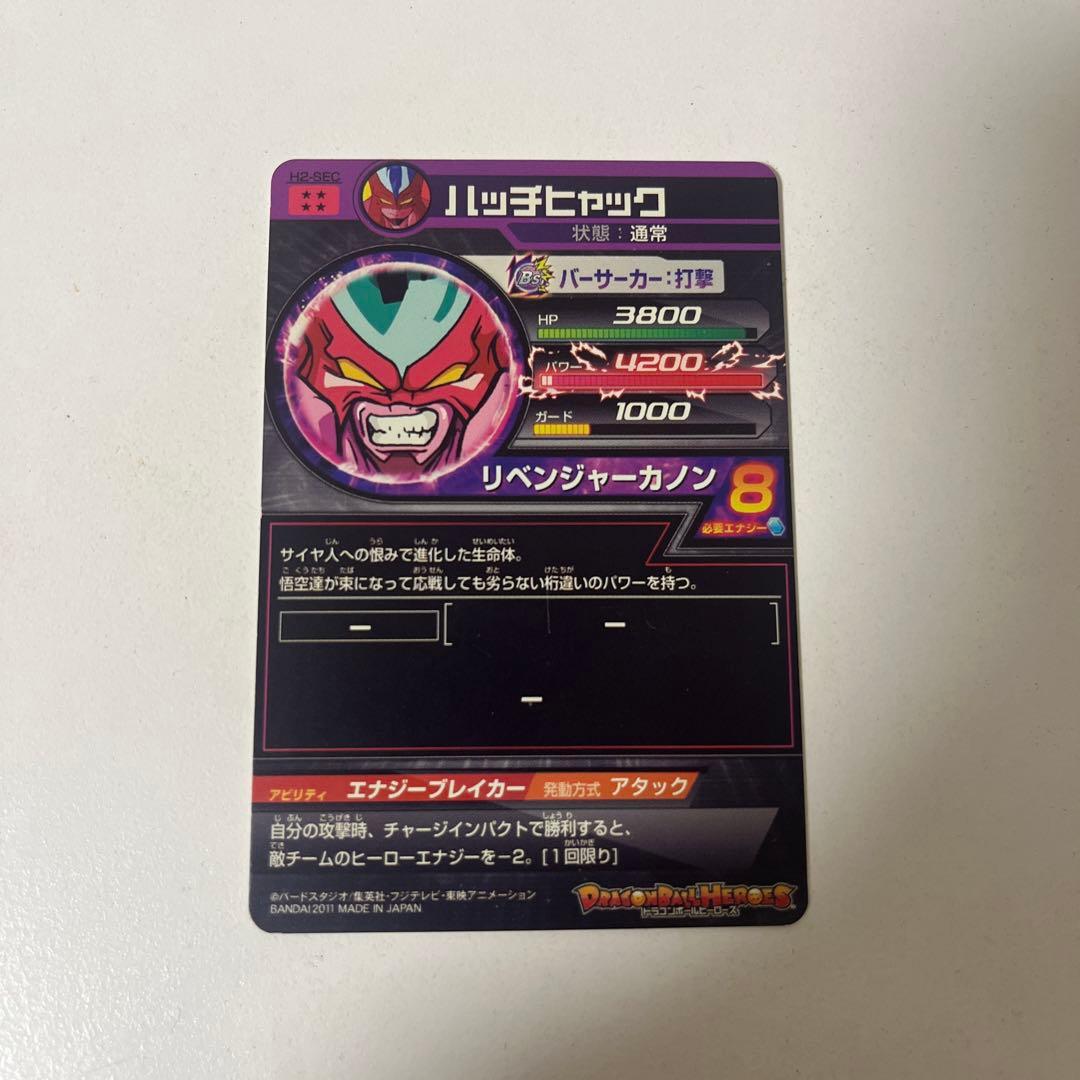 H2-SEC
ハッチヒャック
状態：通常
Bs
バーサーカー：打撃
HP 3800
パワー 4200
ガード 1000
リベンジャーカノン 8
必要エナジー
サイヤ人への恨みで進化した生命体。
悟空達が束になって応戦しても劣らない桁違いのパワーを持つ。
ー [ー]
ー
アビリティ エナジーブレイカー 発動方式 アタック
自分の攻撃時、チャージインパクトで勝利すると、
敵チームのヒーローエナジーを−2。[1回限り]
©バードスタジオ/集英社・フジテレビ・東映アニメーション
BANDAI 2011 MADE IN JAPAN
DRAGONBALL HEROES
ドラゴンボールヒーローズ